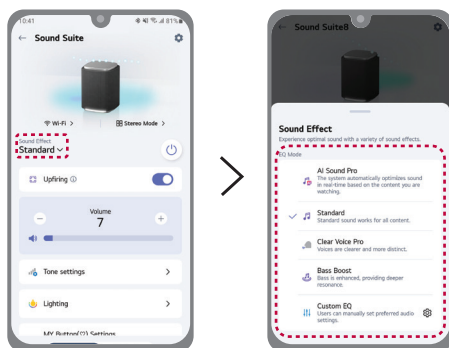 10:41 81%
Sound Suite
Wi-Fi > Stereo Mode >
Sound Effect
Standard
Upfiring
Volume
7
Tone settings >
Lighting >
MY Button(♡) Settings
Sound Suite8
Sound Effect
Experience optimal sound with a variety of sound effects.
EQ Mode
AI Sound Pro
The system automatically optimizes sound
in real-time based on the content you are
watching.
Standard
Standard sound works for all content.
Clear Voice Pro
Voices are clearer and more distinct.
Bass Boost
Bass is enhanced, providing deeper
resonance.
Custom EQ
Users can manually set preferred audio
settings.